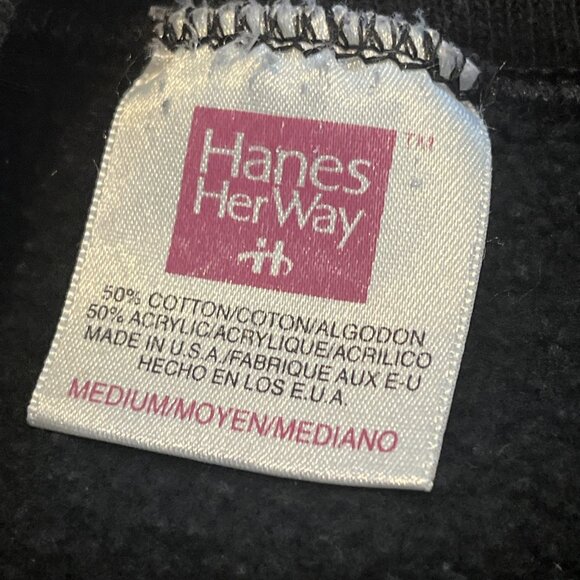 Hanes
HerWay
TM
50% COTTON/COTON/ALGODON
50% ACRYLIC/ACRYLIQUE/ACRILICO
MADE IN U.S.A/FABRIQUE AUX E-U
HECHO EN LOS E.U.A.
MEDIUM/MOYEN/MEDIANO